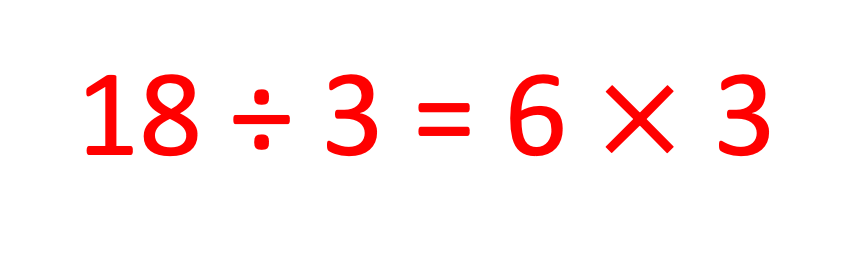 18 ÷ 3 = 6 × 3